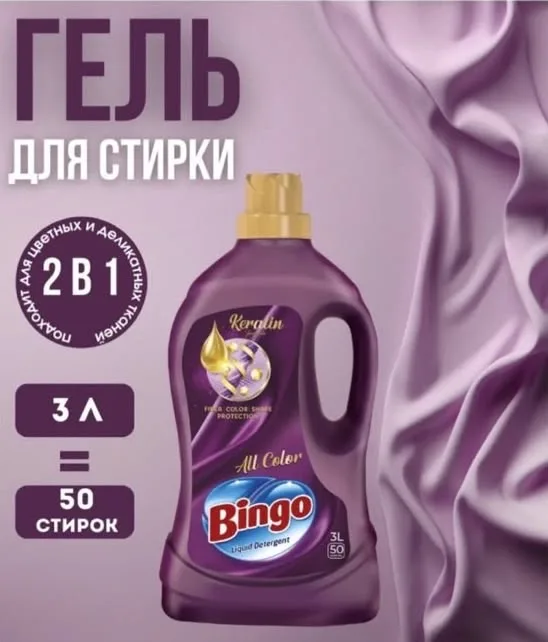 ГЕЛЬ
ДЛЯ СТИРКИ
ПОДХОДИТ ДЛЯ ЦВЕТНЫХ И ДЕЛИКАТНЫХ ТКАНЕЙ
2 В 1
3 Л
=
50
СТИРОК
Keratin
FIBER COLOR SHAPE
PROTECTION
All Color
Bingo
Liquid Detergent
3L
50